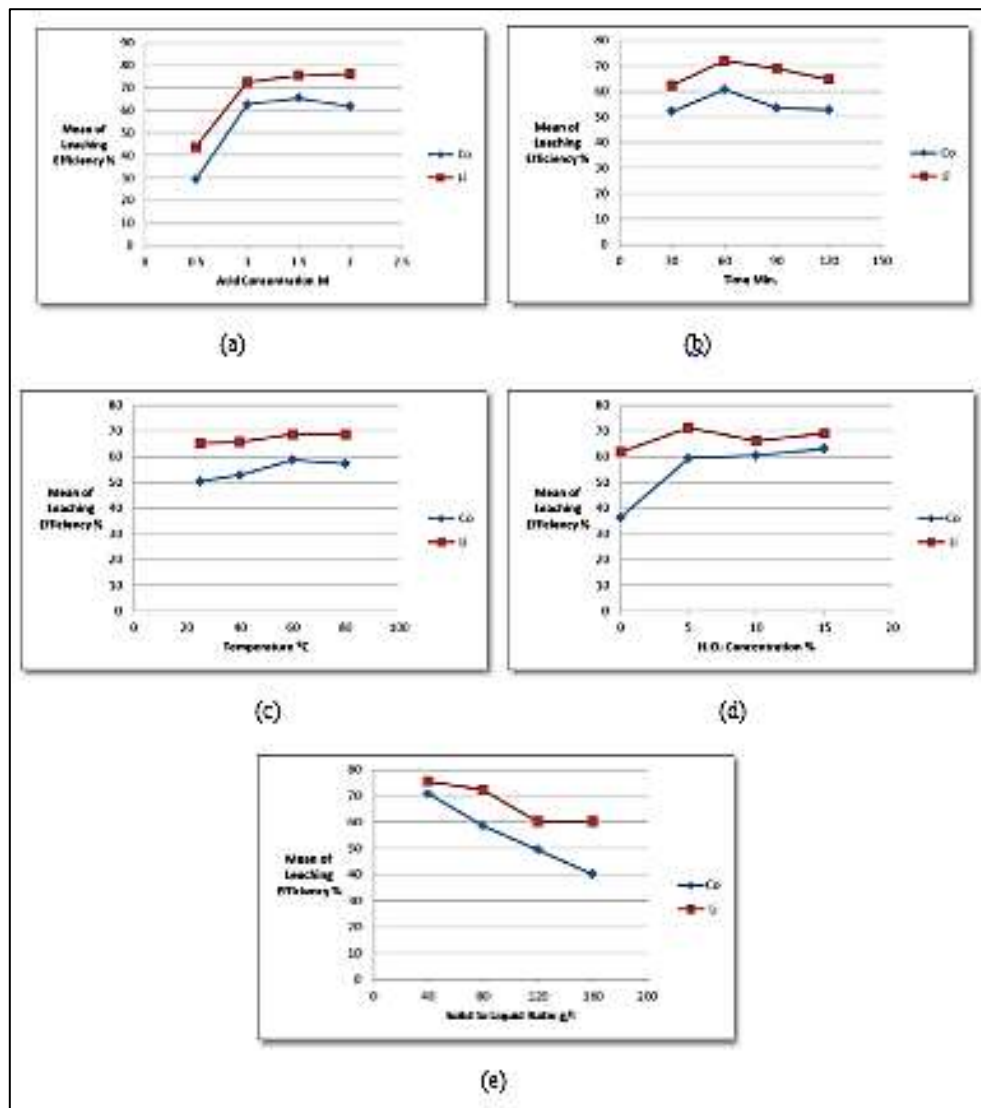 90
80
70
60
50
40
30
20
10
0
Mean of
Leaching
Efficiency %
Co
Li
0 0.5 1 1.5 2 2.5
Acid Concentration M
(a)
80
70
60
50
40
30
20
10
0
Mean of
Leaching
Efficiency %
Co
Li
0 30 60 90 120 150
Time Min.
(b)
80
70
60
50
40
30
20
10
0
Mean of
Leaching
Efficiency %
Co
Li
0 20 40 60 80 100
Temperature °C
(c)
80
70
60
50
40
30
20
10
0
Mean of
Leaching
Efficiency %
Co
Li
0 5 10 15 20
H₂O₂ Concentration %
(d)
80
70
60
50
40
30
20
10
0
Mean of
Leaching
Efficiency %
Co
Li
0 40 80 120 160 200
Solid to Liquid Ratio g/l
(e)